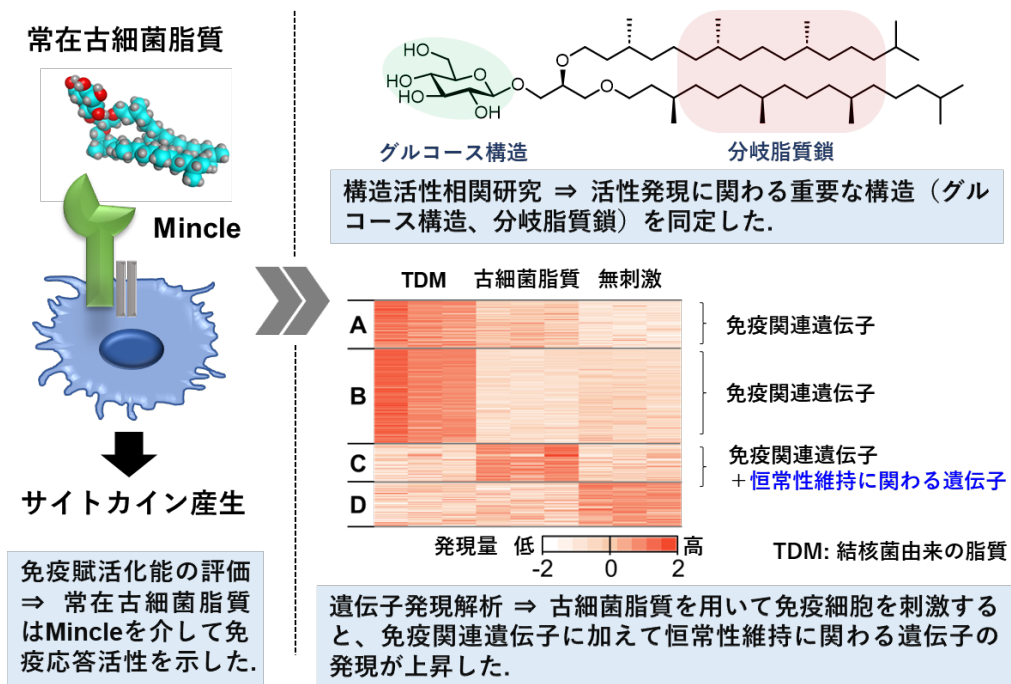 常在古細菌脂質
Mincle
サイトカイン産生
免疫賦活化能の評価
⇒ 常在古細菌脂質
はMincleを介して免
疫応答活性を示した.
HO
HO
HO
OH
O
O
O
O
グルコース構造
分岐脂質鎖
構造活性相関研究 ⇒ 活性発現に関わる重要な構造（グル
コース構造、分岐脂質鎖）を同定した.
TDM 古細菌脂質 無刺激
A
免疫関連遺伝子
B
免疫関連遺伝子
C
免疫関連遺伝子
＋恒常性維持に関わる遺伝子
D
発現量 低 高
-2 0 2
TDM: 結核菌由来の脂質
遺伝子発現解析 ⇒ 古細菌脂質を用いて免疫細胞を刺激する
と、免疫関連遺伝子に加えて恒常性維持に関わる遺伝子の
発現が上昇した.